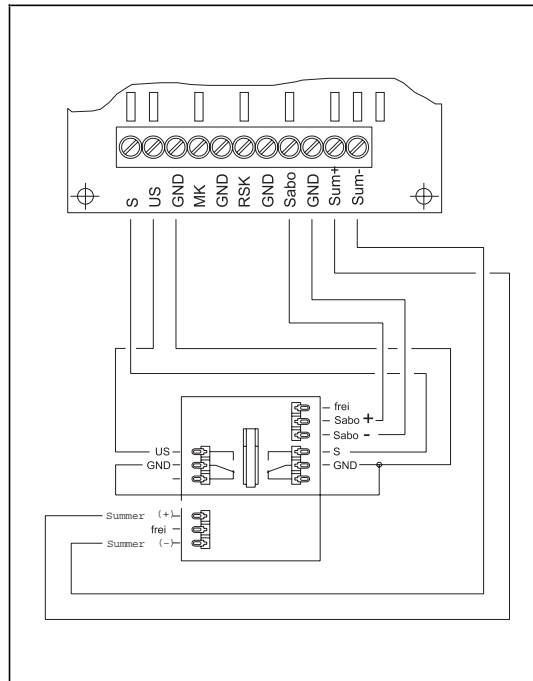 S
US
GND
MK
GND
RSK
GND
Sabo
GND
Sum+
Sum-
frei
Sabo +
Sabo -
US
S
GND
GND
Summer (+)
frei
Summer (-)